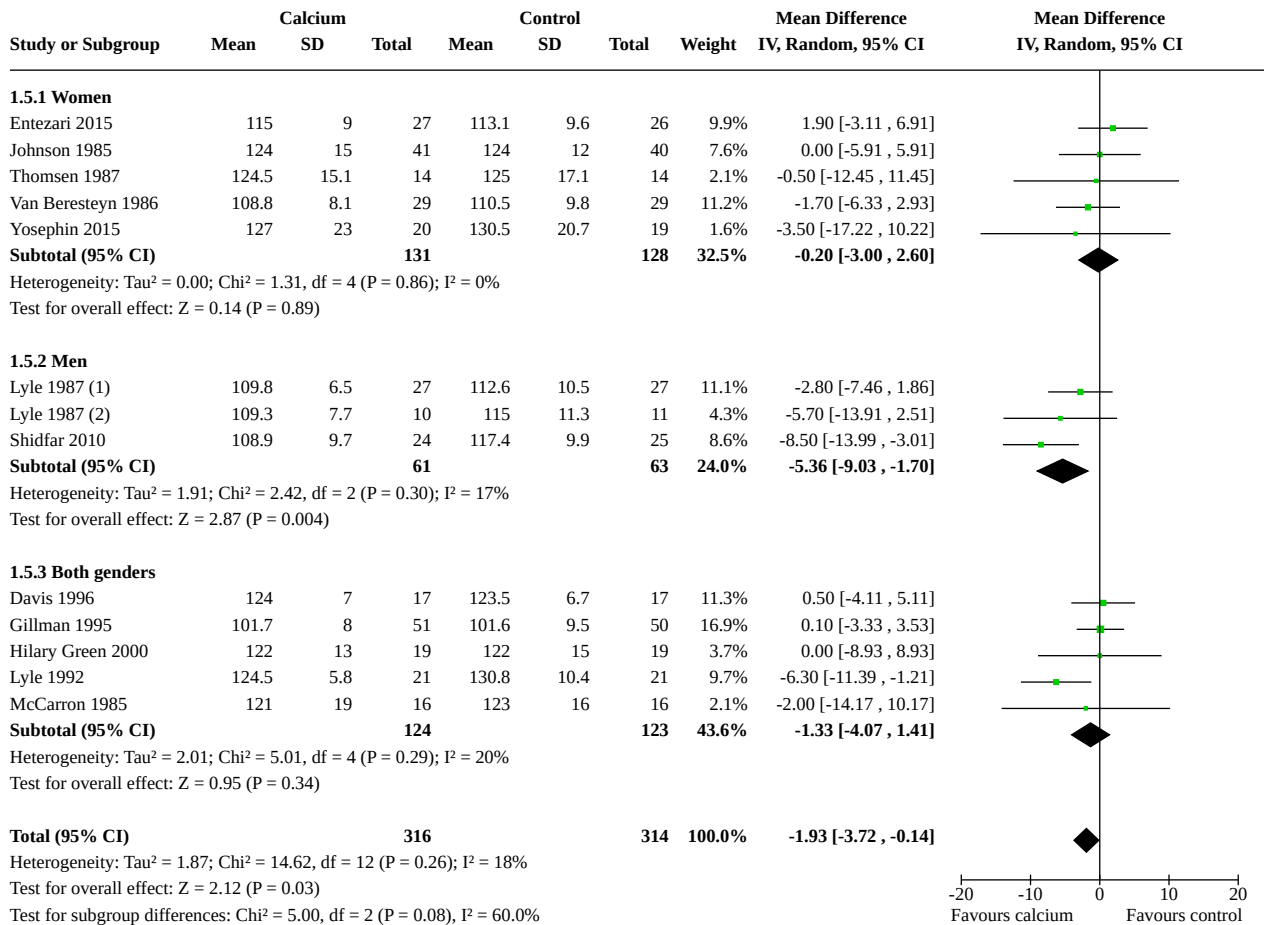 Calcium Control Mean Difference Mean Difference
Study or Subgroup Mean SD Total Mean SD Total Weight IV, Random, 95% CI IV, Random, 95% CI
1.5.1 Women
Entezari 2015 115 9 27 113.1 9.6 26 9.9% 1.90 [-3.11 , 6.91]
Johnson 1985 124 15 41 124 12 40 7.6% 0.00 [-5.91 , 5.91]
Thomsen 1987 124.5 15.1 14 125 17.1 14 2.1% -0.50 [-12.45 , 11.45]
Van Beresteyn 1986 108.8 8.1 29 110.5 9.8 29 11.2% -1.70 [-6.33 , 2.93]
Yosephin 2015 127 23 20 130.5 20.7 19 1.6% -3.50 [-17.22 , 10.22]
Subtotal (95% CI) 131 128 32.5% -0.20 [-3.00 , 2.60]
Heterogeneity: Tau² = 0.00; Chi² = 1.31, df = 4 (P = 0.86); I² = 0%
Test for overall effect: Z = 0.14 (P = 0.89)
1.5.2 Men
Lyle 1987 (1) 109.8 6.5 27 112.6 10.5 27 11.1% -2.80 [-7.46 , 1.86]
Lyle 1987 (2) 109.3 7.7 10 115 11.3 11 4.3% -5.70 [-13.91 , 2.51]
Shidfar 2010 108.9 9.7 24 117.4 9.9 25 8.6% -8.50 [-13.99 , -3.01]
Subtotal (95% CI) 61 63 24.0% -5.36 [-9.03 , -1.70]
Heterogeneity: Tau² = 1.91; Chi² = 2.42, df = 2 (P = 0.30); I² = 17%
Test for overall effect: Z = 2.87 (P = 0.004)
1.5.3 Both genders
Davis 1996 124 7 17 123.5 6.7 17 11.3% 0.50 [-4.11 , 5.11]
Gillman 1995 101.7 8 51 101.6 9.5 50 16.9% 0.10 [-3.33 , 3.53]
Hilary Green 2000 122 13 19 122 15 19 3.7% 0.00 [-8.93 , 8.93]
Lyle 1992 124.5 5.8 21 130.8 10.4 21 9.7% -6.30 [-11.39 , -1.21]
McCarron 1985 121 19 16 123 16 16 2.1% -2.00 [-14.17 , 10.17]
Subtotal (95% CI) 124 123 43.6% -1.33 [-4.07 , 1.41]
Heterogeneity: Tau² = 2.01; Chi² = 5.01, df = 4 (P = 0.29); I² = 20%
Test for overall effect: Z = 0.95 (P = 0.34)
Total (95% CI) 316 314 100.0% -1.93 [-3.72 , -0.14]
Heterogeneity: Tau² = 1.87; Chi² = 14.62, df = 12 (P = 0.26); I² = 18%
Test for overall effect: Z = 2.12 (P = 0.03)
Test for subgroup differences: Chi² = 5.00, df = 2 (P = 0.08), I² = 60.0%
-20 -10 0 10 20
Favours calcium Favours control